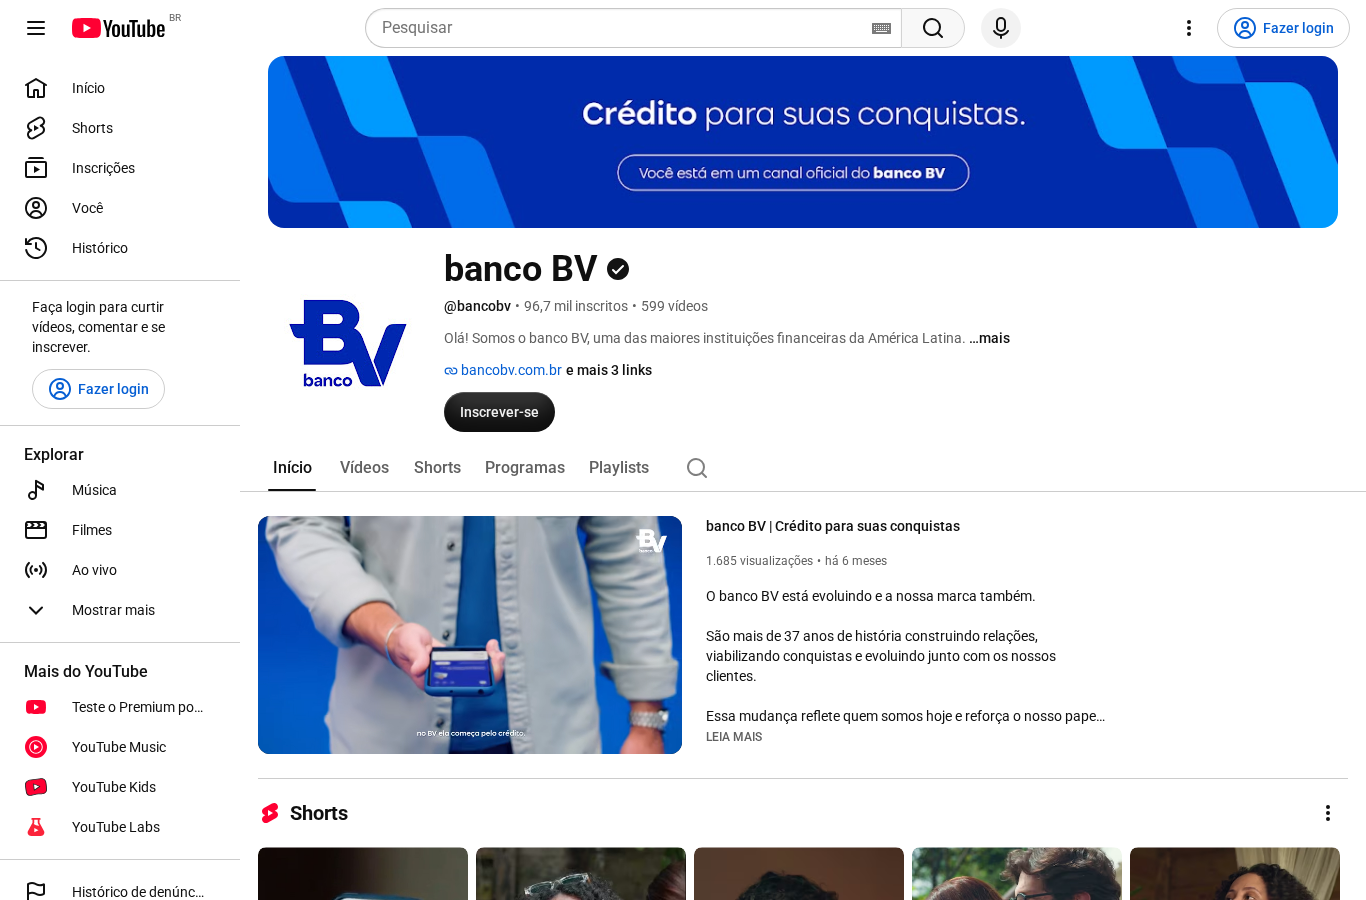 YouTube BR
Pesquisar
Fazer login
Início
Shorts
Inscrições
Você
Histórico
Faça login para curtir
vídeos, comentar e se
inscrever.
Fazer login
Explorar
Música
Filmes
Ao vivo
Mostrar mais
Mais do YouTube
Teste o Premium po...
YouTube Music
YouTube Kids
YouTube Labs
Histórico de denúnc...
Crédito para suas conquistas.
Você está em um canal oficial do banco BV
BV
banco
banco BV
@bancobv • 96,7 mil inscritos • 599 vídeos
Olá! Somos o banco BV, uma das maiores instituições financeiras da América Latina. ...mais
bancobv.com.br e mais 3 links
Inscrever-se
Início Vídeos Shorts Programas Playlists
BV
banco
no BV ela começa pelo crédito.
banco BV | Crédito para suas conquistas
1.685 visualizações • há 6 meses
O banco BV está evoluindo e a nossa marca também.
São mais de 37 anos de história construindo relações,
viabilizando conquistas e evoluindo junto com os nossos
clientes.
Essa mudança reflete quem somos hoje e reforça o nosso pape...
LEIA MAIS
Shorts